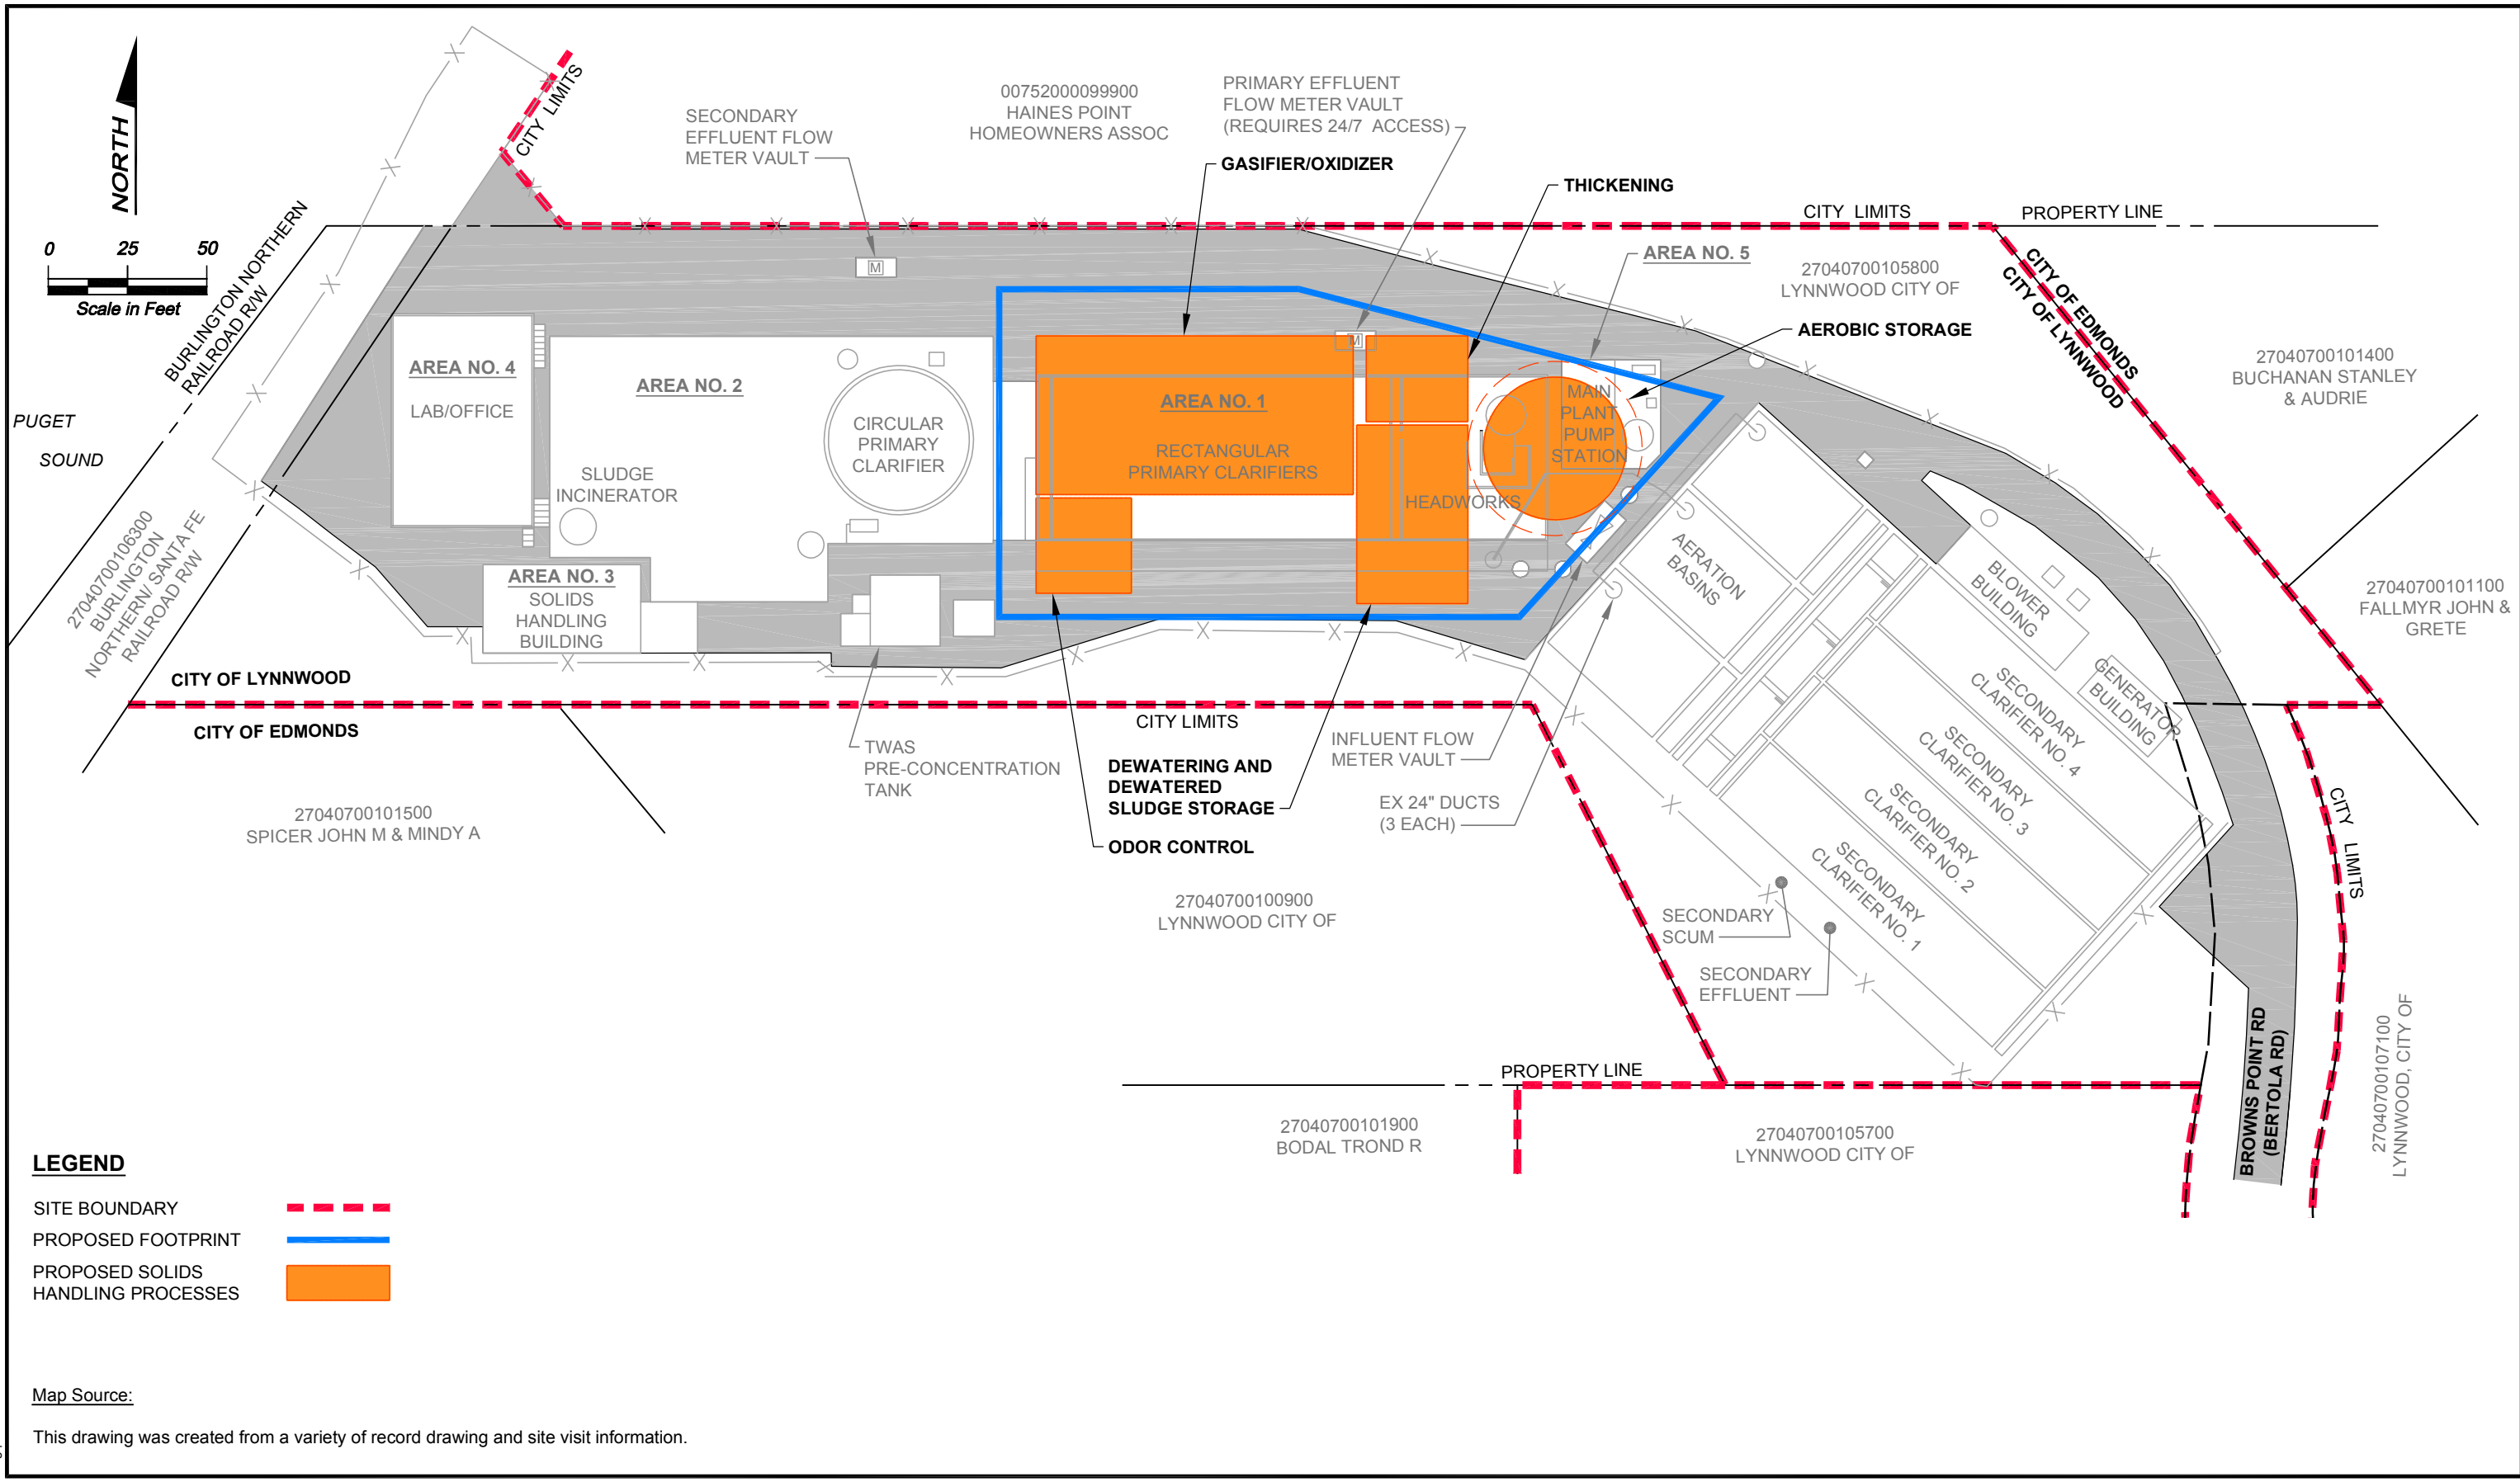 NORTH
0 25 50
Scale in Feet
CITY LIMITS
SECONDARY
EFFLUENT FLOW
METER VAULT
00752000099900
HAINES POINT
HOMEOWNERS ASSOC
PRIMARY EFFLUENT
FLOW METER VAULT
(REQUIRES 24/7 ACCESS)
GASIFIER/OXIDIZER
THICKENING
CITY LIMITS
PROPERTY LINE
AREA NO. 5
27040700105800
LYNNWOOD CITY OF
CITY OF EDMONDS
CITY OF LYNNWOOD
AEROBIC STORAGE
27040700101400
BUCHANAN STANLEY
& AUDRIE
BURLINGTON NORTHERN
RAILROAD R/W
PUGET
SOUND
M
M
AREA NO. 4
LAB/OFFICE
AREA NO. 2
CIRCULAR
PRIMARY
CLARIFIER
SLUDGE
INCINERATOR
AREA NO. 1
RECTANGULAR
PRIMARY CLARIFIERS
MAIN
PLANT
PUMP
STATION
HEADWORKS
AERATION
BASINS
BLOWER
BUILDING
GENERATOR
BUILDING
27040700101100
FALLMYR JOHN &
GRETE
27040700106300
BURLINGTON
NORTHERN/ SANTA FE
RAILROAD R/W
AREA NO. 3
SOLIDS
HANDLING
BUILDING
CITY OF LYNNWOOD
CITY OF EDMONDS
CITY LIMITS
TWAS
PRE-CONCENTRATION
TANK
DEWATERING AND
DEWATERED
SLUDGE STORAGE
ODOR CONTROL
INFLUENT FLOW
METER VAULT
EX 24" DUCTS
(3 EACH)
SECONDARY
CLARIFIER NO. 4
SECONDARY
CLARIFIER NO. 3
SECONDARY
CLARIFIER NO. 2
SECONDARY
CLARIFIER NO. 1
CITY LIMITS
27040700101500
SPICER JOHN M & MINDY A
27040700100900
LYNNWOOD CITY OF
SECONDARY
SCUM
SECONDARY
EFFLUENT
PROPERTY LINE
27040700101900
BODAL TROND R
27040700105700
LYNNWOOD CITY OF
BROWNS POINT RD
(BERTOLA RD)
27040700107100
LYNNWOOD, CITY OF
LEGEND
SITE BOUNDARY
PROPOSED FOOTPRINT
PROPOSED SOLIDS
HANDLING PROCESSES
Map Source:
This drawing was created from a variety of record drawing and site visit information.